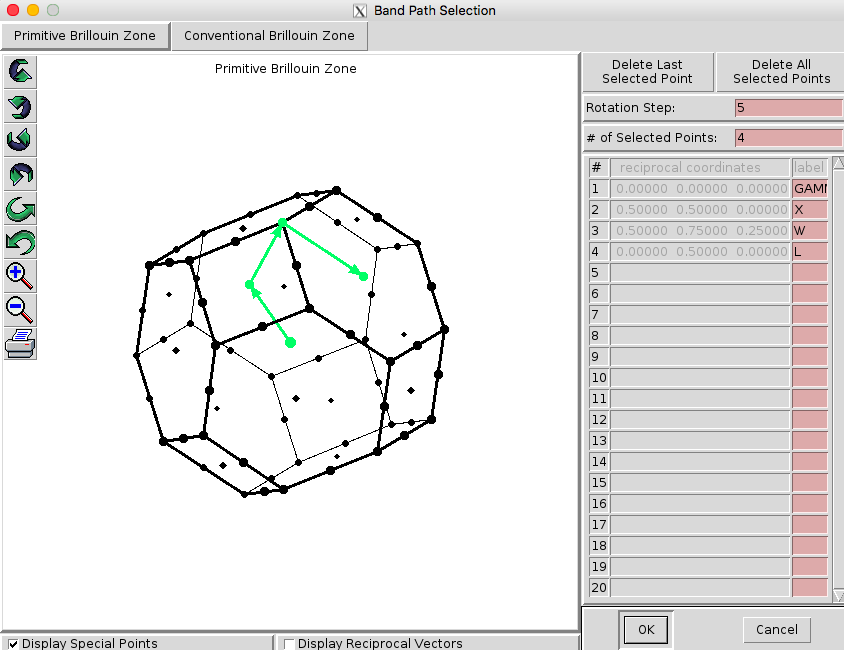 Band Path Selection
Primitive Brillouin Zone
Conventional Brillouin Zone
Primitive Brillouin Zone
Delete Last
Selected Point
Delete All
Selected Points
Rotation Step: 5
# of Selected Points: 4
# reciprocal coordinates label
1 0.00000 0.00000 0.00000 GAMM
2 0.50000 0.50000 0.00000 X
3 0.50000 0.75000 0.25000 W
4 0.00000 0.50000 0.00000 L
5
6
7
8
9
10
11
12
13
14
15
16
17
18
19
20
Display Special Points
Display Reciprocal Vectors
OK
Cancel